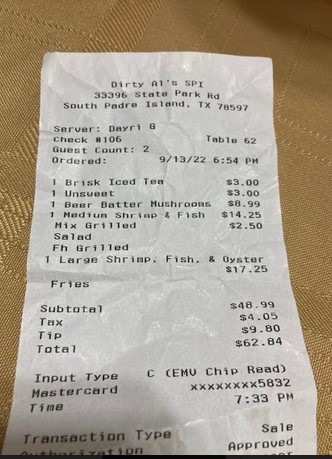 Dirty Al's SPI
33396 State Park Rd
South Padre Island, TX 78597
Server: Dayri G
Check #106 Table 62
Guest Count: 2
Ordered: 9/13/22 6:54 PM
1 Brisk Iced Tea $3.00
1 Unsweet $3.00
1 Beer Batter Mushrooms $8.99
1 Medium Shrimp & Fish $14.25
Mix Grilled $2.50
Salad
Fh Grilled
1 Large Shrimp, Fish, & Oyster
$17.25
Fries
Subtotal $48.99
Tax $4.05
Tip $9.80
Total $62.84
Input Type C (EMV Chip Read)
Mastercard xxxxxxxx5832
Time 7:33 PM
Transaction Type Sale
Authorization Approved